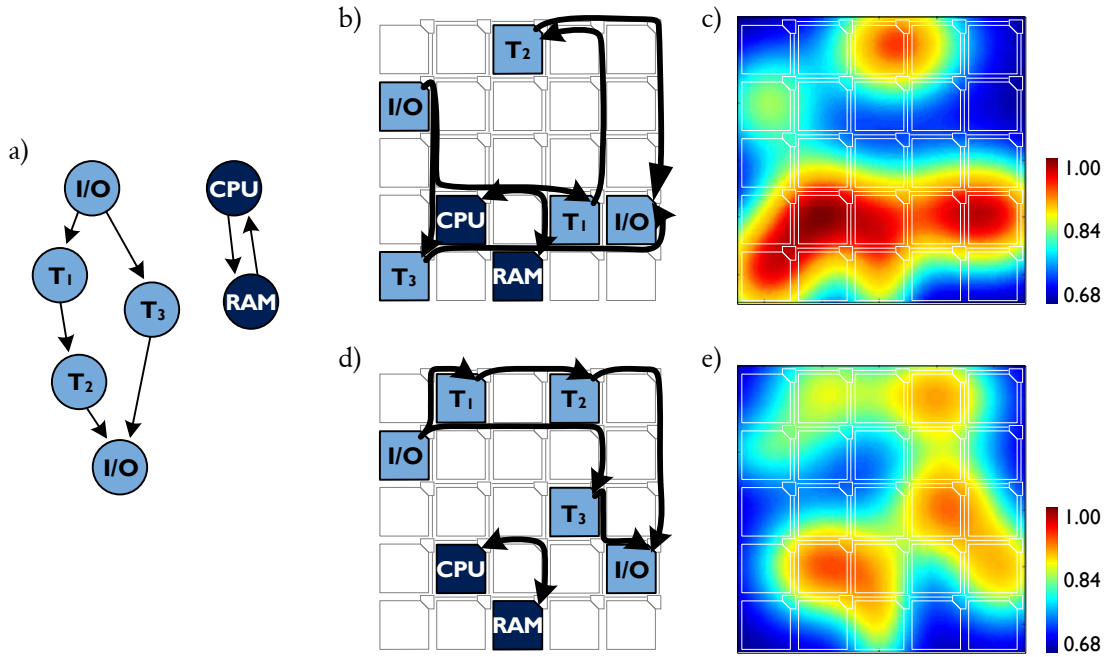 a)
I/O
CPU
T1
T3
RAM
T2
I/O
b)
T2
I/O
CPU
T1
I/O
T3
RAM
c)
1.00
0.84
0.68
d)
T1
T2
I/O
T3
CPU
I/O
RAM
e)
1.00
0.84
0.68